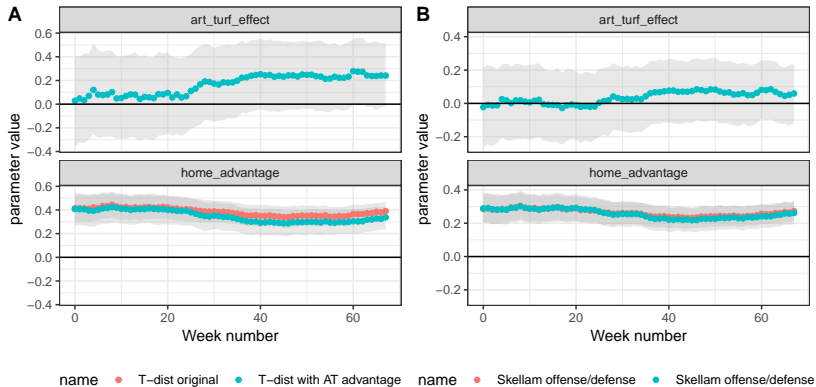 A
art_turf_effect
0.6
0.4
0.2
0.0
−0.2
−0.4
home_advantage
0.6
0.4
0.2
0.0
−0.2
−0.4
0 20 40 60
Week number
parameter value
name T−dist original T−dist with AT advantage
B
art_turf_effect
0.4
0.2
0.0
−0.2
home_advantage
0.4
0.2
0.0
−0.2
0 20 40 60
Week number
parameter value
name Skellam offense/defense Skellam offense/defense